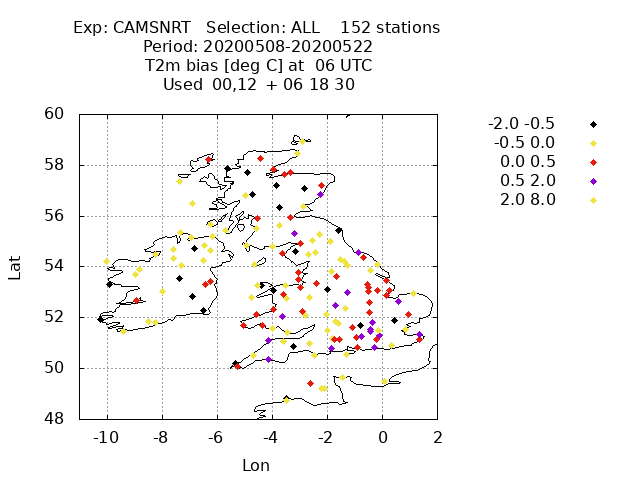 Exp: CAMSNRT Selection: ALL 152 stations
Period: 20200508-20200522
T2m bias [deg C] at 06 UTC
Used 00,12 + 06 18 30
60
58
56
54
52
50
48
Lat
-10 -8 -6 -4 -2 0 2
Lon
-2.0 -0.5
-0.5 0.0
0.0 0.5
0.5 2.0
2.0 8.0